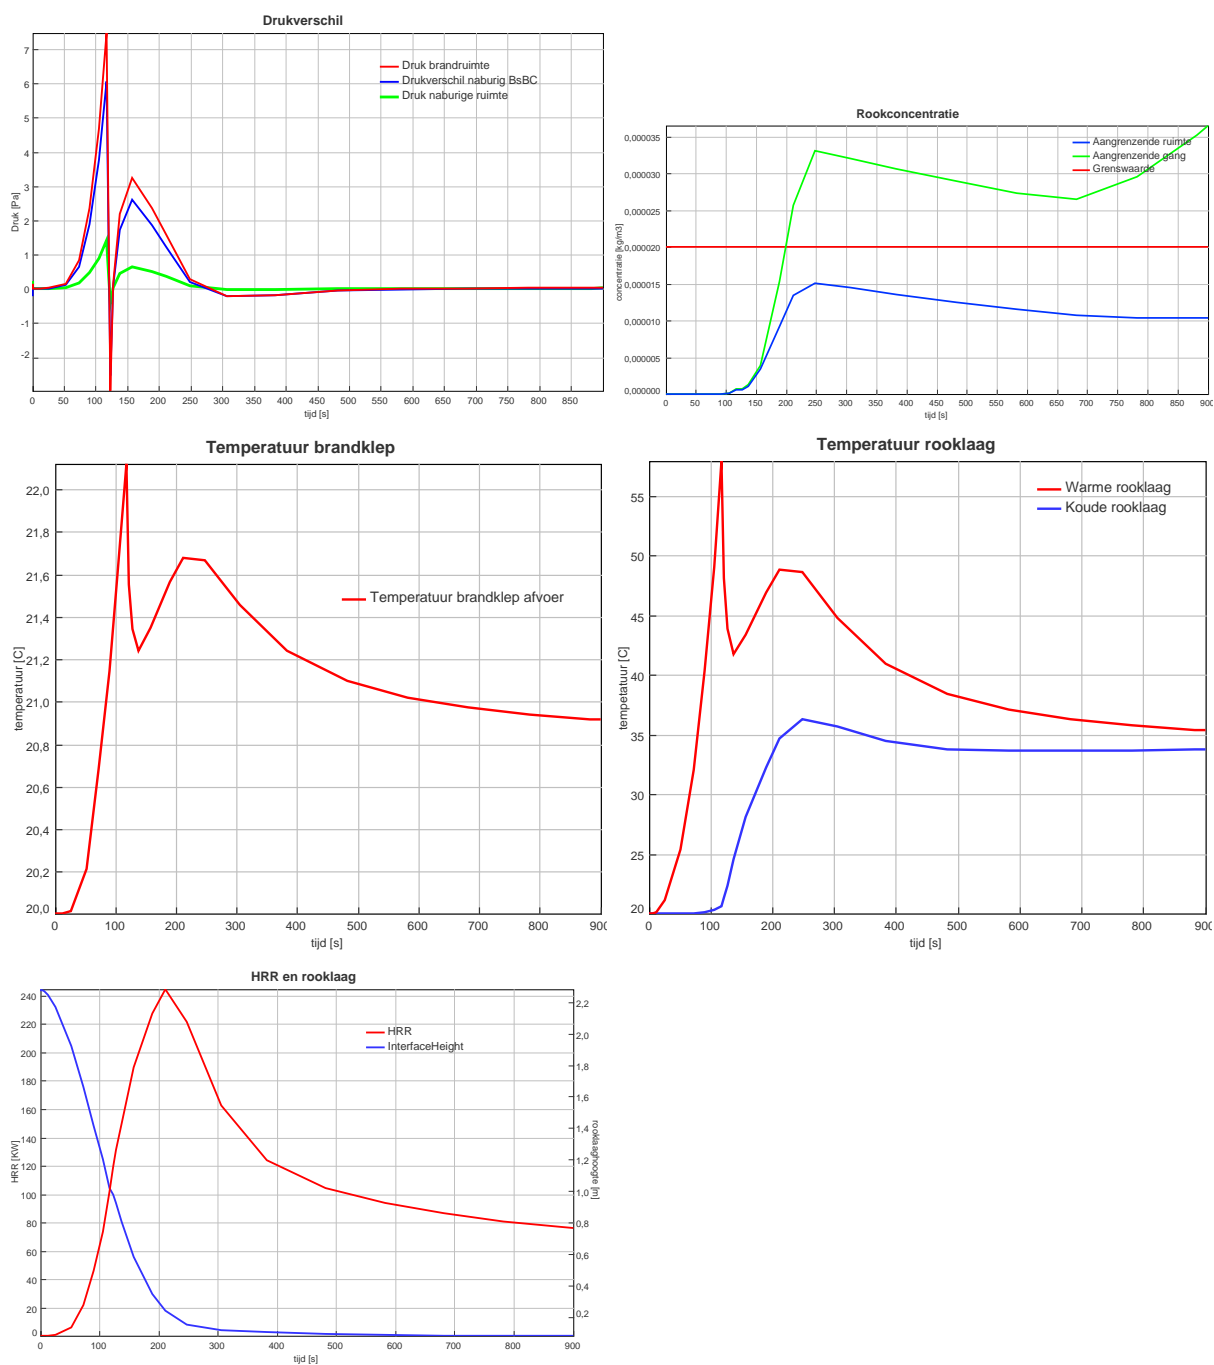 Drukverschil
Druk brandruimte
Drukverschil naburig BsBC
Druk naburige ruimte
7
6
5
4
3
2
1
0
-1
-2
Druk [Pa]
0 50 100 150 200 250 300 350 400 450 500 550 600 650 700 750 800 850
tijd [s]
Rookconcentratie
Aangrenzende ruimte
Aangrenzende gang
Grenswaarde
0,000035
0,000030
0,000025
0,000020
0,000015
0,000010
0,000005
0,000000
concentratie [kg/m3]
0 50 100 150 200 250 300 350 400 450 500 550 600 650 700 750 800 850 900
tijd [s]
Temperatuur brandklep
Temperatuur brandklep afvoer
22,0
21,8
21,6
21,4
21,2
21,0
20,8
20,6
20,4
20,2
20,0
temperatuur [C]
0 100 200 300 400 500 600 700 800 900
tijd [s]
Temperatuur rooklaag
Warme rooklaag
Koude rooklaag
55
50
45
40
35
30
25
20
tempetatuur [C]
0 100 200 300 400 500 600 700 800 900
tijd [s]
HRR en rooklaag
HRR
InterfaceHeight
240
220
200
180
160
140
120
100
80
60
40
20
0
HRR [KW]
2,2
2,0
1,8
1,6
1,4
1,2
1,0
0,8
0,6
0,4
0,2
rooklaaghoogte [m]
0 100 200 300 400 500 600 700 800 900
tijd [s]